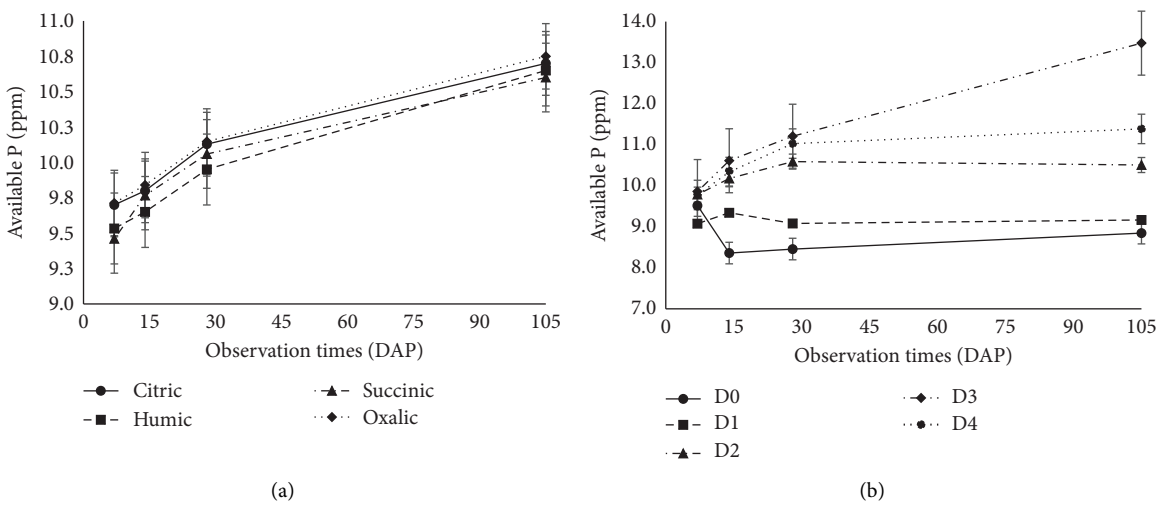 11.0
10.8
10.5
10.3
10.0
9.8
9.5
9.3
9.0
Available P (ppm)
0 15 30 45 60 75 90 105
Observation times (DAP)
Citric Succinic
Humic Oxalic
(a)
14.0
13.0
12.0
11.0
10.0
9.0
8.0
7.0
Available P (ppm)
0 15 30 45 60 75 90 105
Observation times (DAP)
D0 D3
D1 D4
D2
(b)